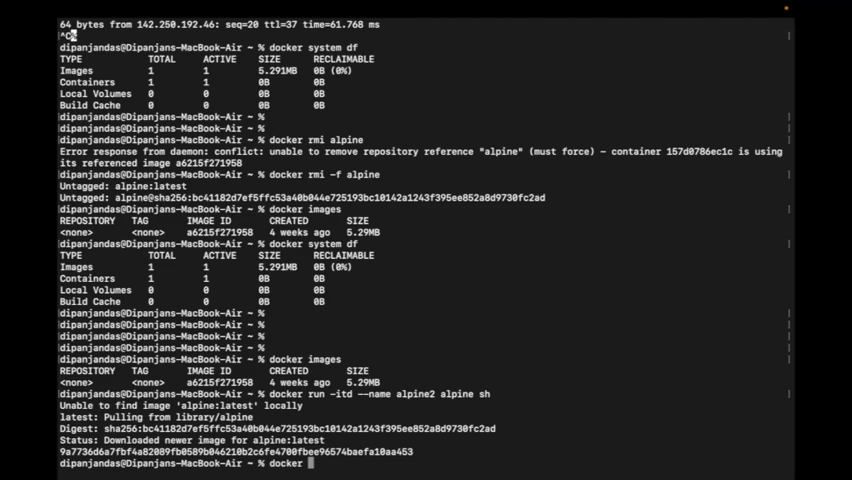 64 bytes from 142.250.192.46: seq=20 ttl=37 time=61.768 ms
^C%
dipanjandas@Dipanjans-MacBook-Air ~ % docker system df
TYPE TOTAL ACTIVE SIZE RECLAIMABLE
Images 1 1 5.291MB 0B (0%)
Containers 1 1 0B 0B
Local Volumes 0 0 0B 0B
Build Cache 0 0 0B 0B
dipanjandas@Dipanjans-MacBook-Air ~ %
dipanjandas@Dipanjans-MacBook-Air ~ %
dipanjandas@Dipanjans-MacBook-Air ~ % docker rmi alpine
Error response from daemon: conflict: unable to remove repository reference "alpine" (must force) - container 157d0786ec1c is using
its referenced image a6215f271958
dipanjandas@Dipanjans-MacBook-Air ~ % docker rmi -f alpine
Untagged: alpine:latest
Untagged: alpine@sha256:bc41182d7ef5ffc53a40b044e725193bc10142a1243f395ee852a8d9730fc2ad
dipanjandas@Dipanjans-MacBook-Air ~ % docker images
REPOSITORY TAG IMAGE ID CREATED SIZE
<none> <none> a6215f271958 4 weeks ago 5.29MB
dipanjandas@Dipanjans-MacBook-Air ~ % docker system df
TYPE TOTAL ACTIVE SIZE RECLAIMABLE
Images 1 1 5.291MB 0B (0%)
Containers 1 1 0B 0B
Local Volumes 0 0 0B 0B
Build Cache 0 0 0B 0B
dipanjandas@Dipanjans-MacBook-Air ~ %
dipanjandas@Dipanjans-MacBook-Air ~ %
dipanjandas@Dipanjans-MacBook-Air ~ %
dipanjandas@Dipanjans-MacBook-Air ~ % docker images
REPOSITORY TAG IMAGE ID CREATED SIZE
<none> <none> a6215f271958 4 weeks ago 5.29MB
dipanjandas@Dipanjans-MacBook-Air ~ % docker run -itd --name alpine2 alpine sh
Unable to find image 'alpine:latest' locally
latest: Pulling from library/alpine
Digest: sha256:bc41182d7ef5ffc53a40b044e725193bc10142a1243f395ee852a8d9730fc2ad
Status: Downloaded newer image for alpine:latest
9a7736d6a7fbf4a82089fb0589b046210b2c6fe4700fbee96574baefa10aa453
dipanjandas@Dipanjans-MacBook-Air ~ % docker